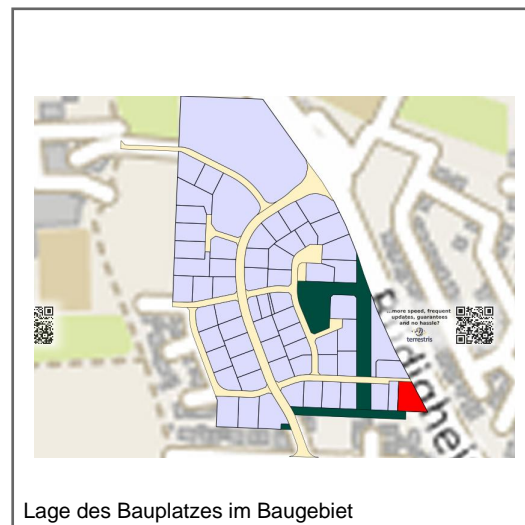 ...more speed, frequent
updates, guarantees
and no hassle?
terrestris
Lage des Bauplatzes im Baugebiet